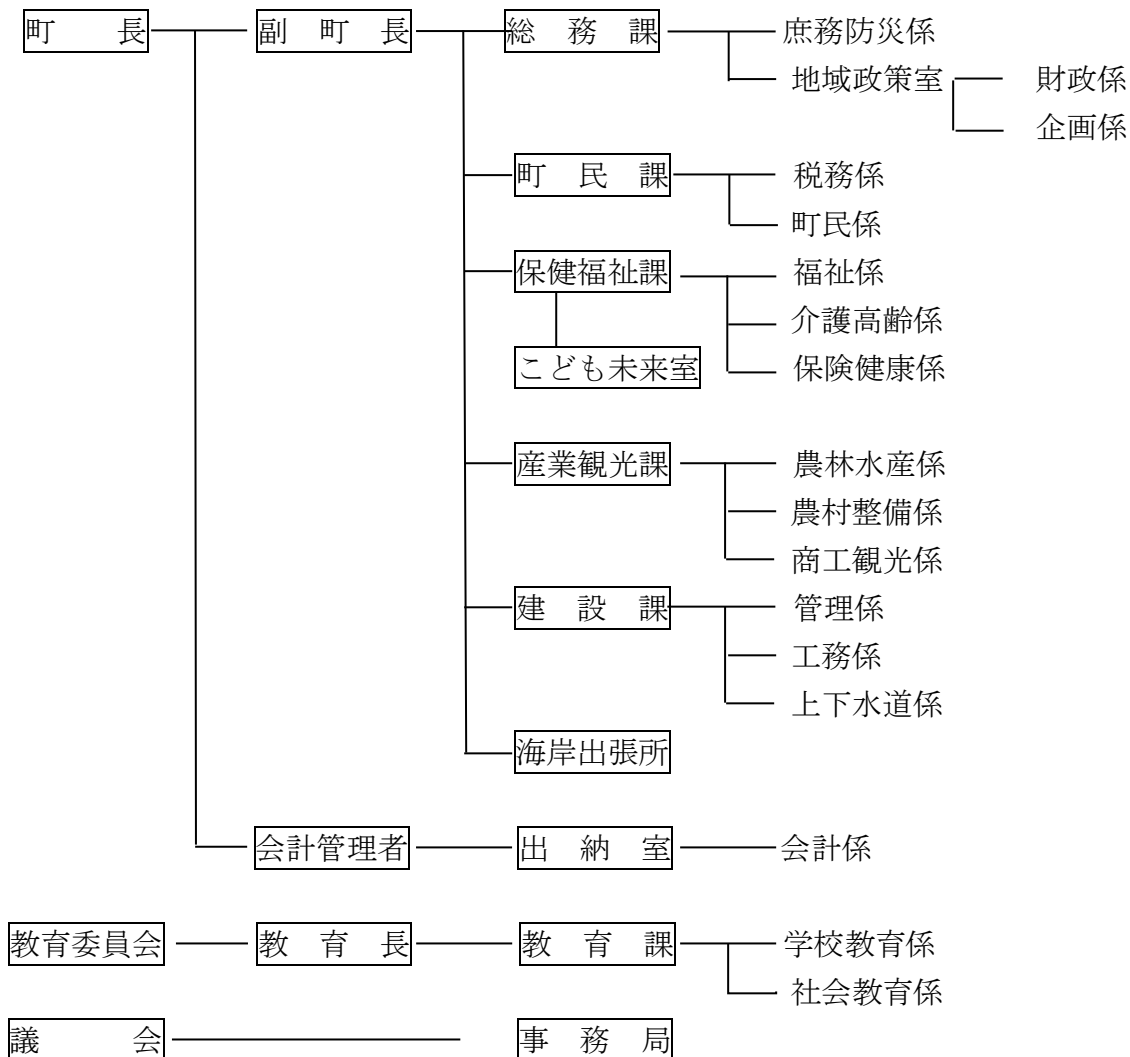 町　長　副　町　長　総　務　課　庶務防災係
地域政策室　財政係
企画係
町　民　課　税務係
町民係
保健福祉課　福祉係
介護高齢係
こども未来室　保険健康係
産業観光課　農林水産係
農村整備係
商工観光係
建　設　課　管理係
工務係
上下水道係
海岸出張所
会計管理者　出　納　室　会計係
教育委員会　教　育　長　教　育　課　学校教育係
社会教育係
議　会　事　務　局